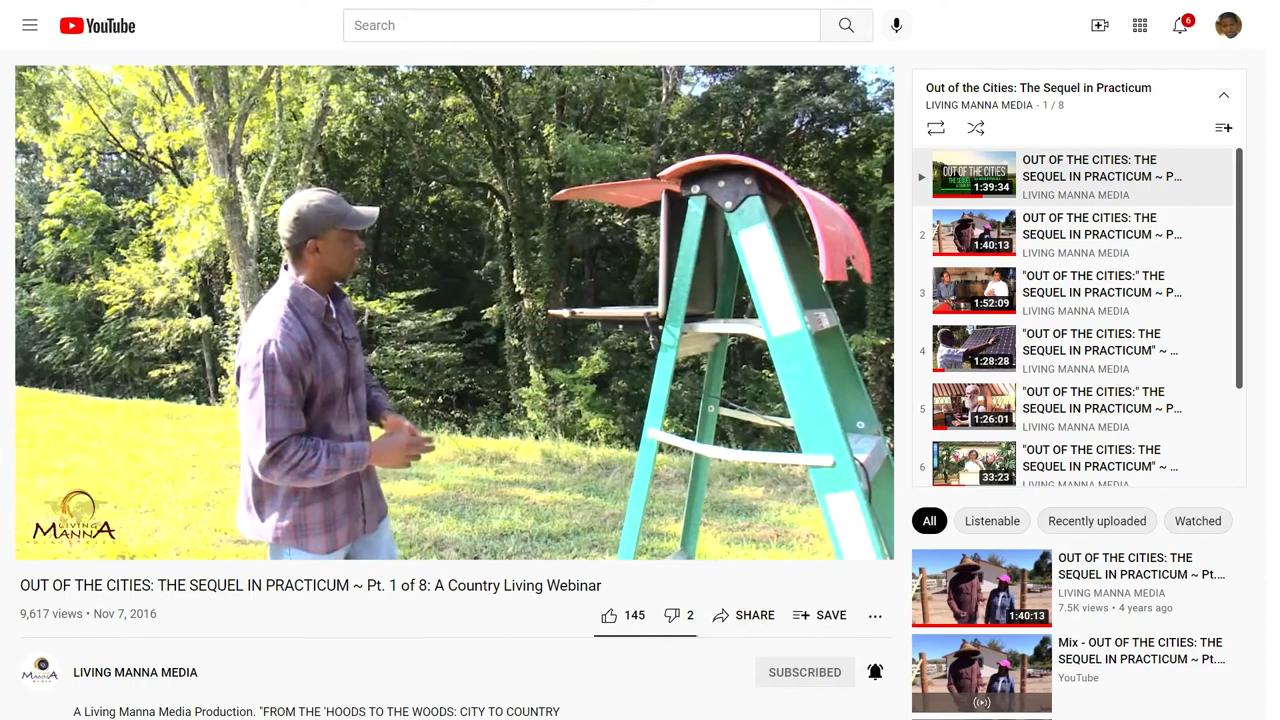 YouTube
Search
6
LIVING
MANNA
MINISTRIES
OUT OF THE CITIES: THE SEQUEL IN PRACTICUM ~ Pt. 1 of 8: A Country Living Webinar
9,617 views • Nov 7, 2016
145
2
SHARE
SAVE
LIVING MANNA MEDIA
SUBSCRIBED
A Living Manna Media Production. "FROM THE 'HOODS TO THE WOODS: CITY TO COUNTRY
Out of the Cities: The Sequel in Practicum
LIVING MANNA MEDIA - 1 / 8
OUT OF THE CITIES
1:39:34
OUT OF THE CITIES: THE
SEQUEL IN PRACTICUM ~ P...
LIVING MANNA MEDIA
2
1:40:13
OUT OF THE CITIES: THE
SEQUEL IN PRACTICUM ~ P...
LIVING MANNA MEDIA
3
1:52:09
"OUT OF THE CITIES:" THE
SEQUEL IN PRACTICUM ~ P...
LIVING MANNA MEDIA
4
1:28:28
"OUT OF THE CITIES: THE
SEQUEL IN PRACTICUM" ~ ...
LIVING MANNA MEDIA
5
1:26:01
"OUT OF THE CITIES:" THE
SEQUEL IN PRACTICUM ~ P...
LIVING MANNA MEDIA
6
33:23
"OUT OF THE CITIES: THE
SEQUEL IN PRACTICUM" ~ ...
LIVING MANNA MEDIA
All
Listenable
Recently uploaded
Watched
1:40:13
OUT OF THE CITIES: THE
SEQUEL IN PRACTICUM ~ Pt....
LIVING MANNA MEDIA
7.5K views • 4 years ago
Mix - OUT OF THE CITIES: THE
SEQUEL IN PRACTICUM ~ Pt....
YouTube